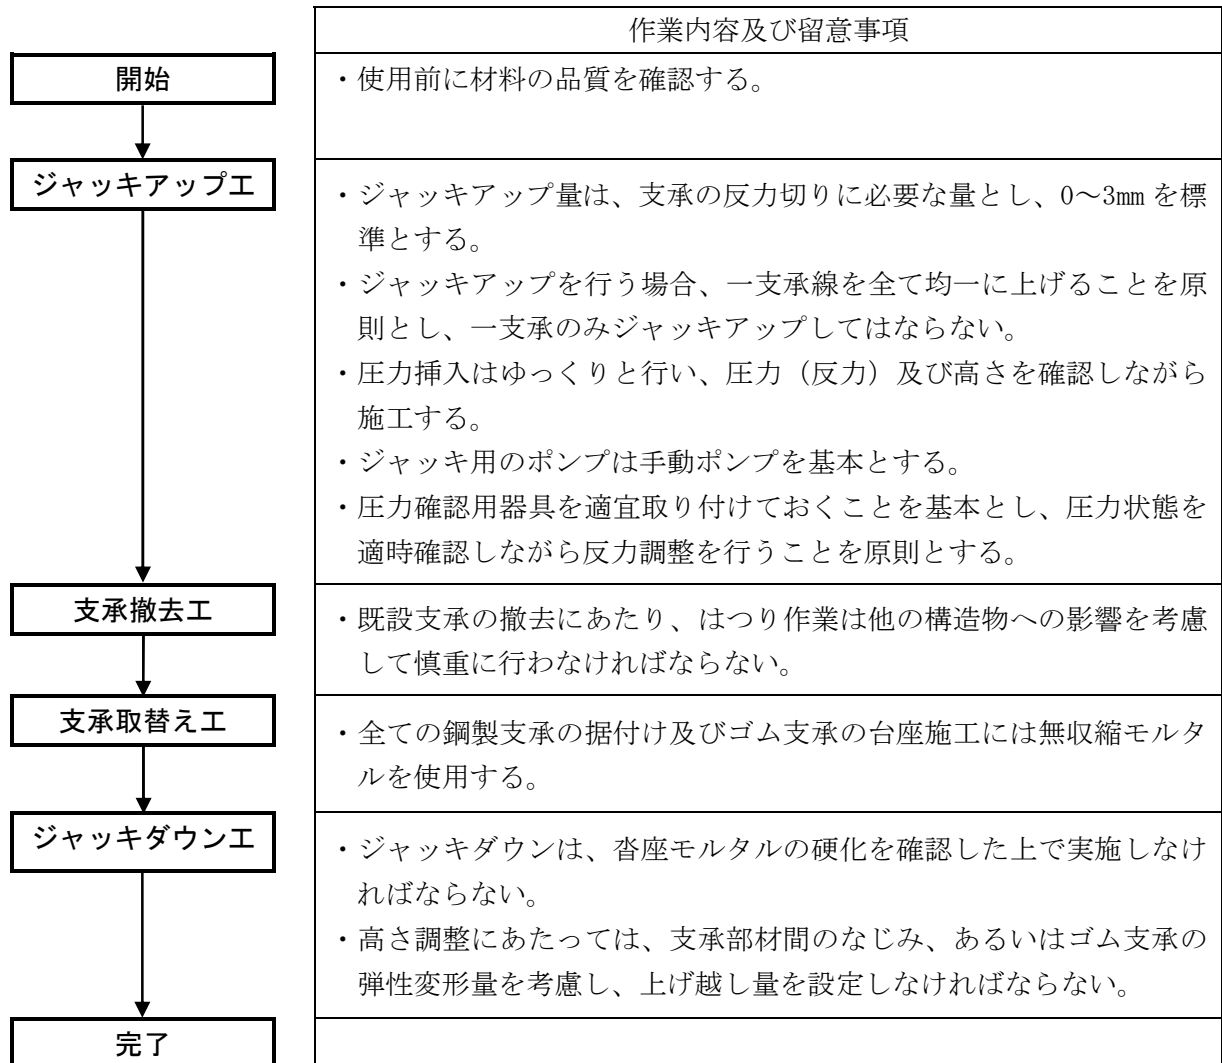 作業内容及び留意事項
開始
・使用前に材料の品質を確認する。
ジャッキアップ工
・ジャッキアップ量は、支承の反力切りに必要な量とし、0～3㎜ を標
準とする。
・ジャッキアップを行う場合、一支承線を全て均一に上げることを原
則とし、一支承のみジャッキアップしてはならない。
・圧力挿入はゆっくりと行い、圧力（反力）及び高さを確認しながら
施工する。
・ジャッキ用のポンプは手動ポンプを基本とする。
・圧力確認用器具を適宜取り付けておくことを基本とし、圧力状態を
適時確認しながら反力調整を行うことを原則とする。
支承撤去工
・既設支承の撤去にあたり、はつり作業は他の構造物への影響を考慮
して慎重に行わなければならない。
支承取替え工
・全ての鋼製支承の据付け及びゴム支承の台座施工には無収縮モルタ
ルを使用する。
ジャッキダウン工
・ジャッキダウンは、沓座モルタルの硬化を確認した上で実施しなけ
ればならない。
・高さ調整にあたっては、支承部材間のなじみ、あるいはゴム支承の
弾性変形量を考慮し、上げ越し量を設定しなければならない。
完了